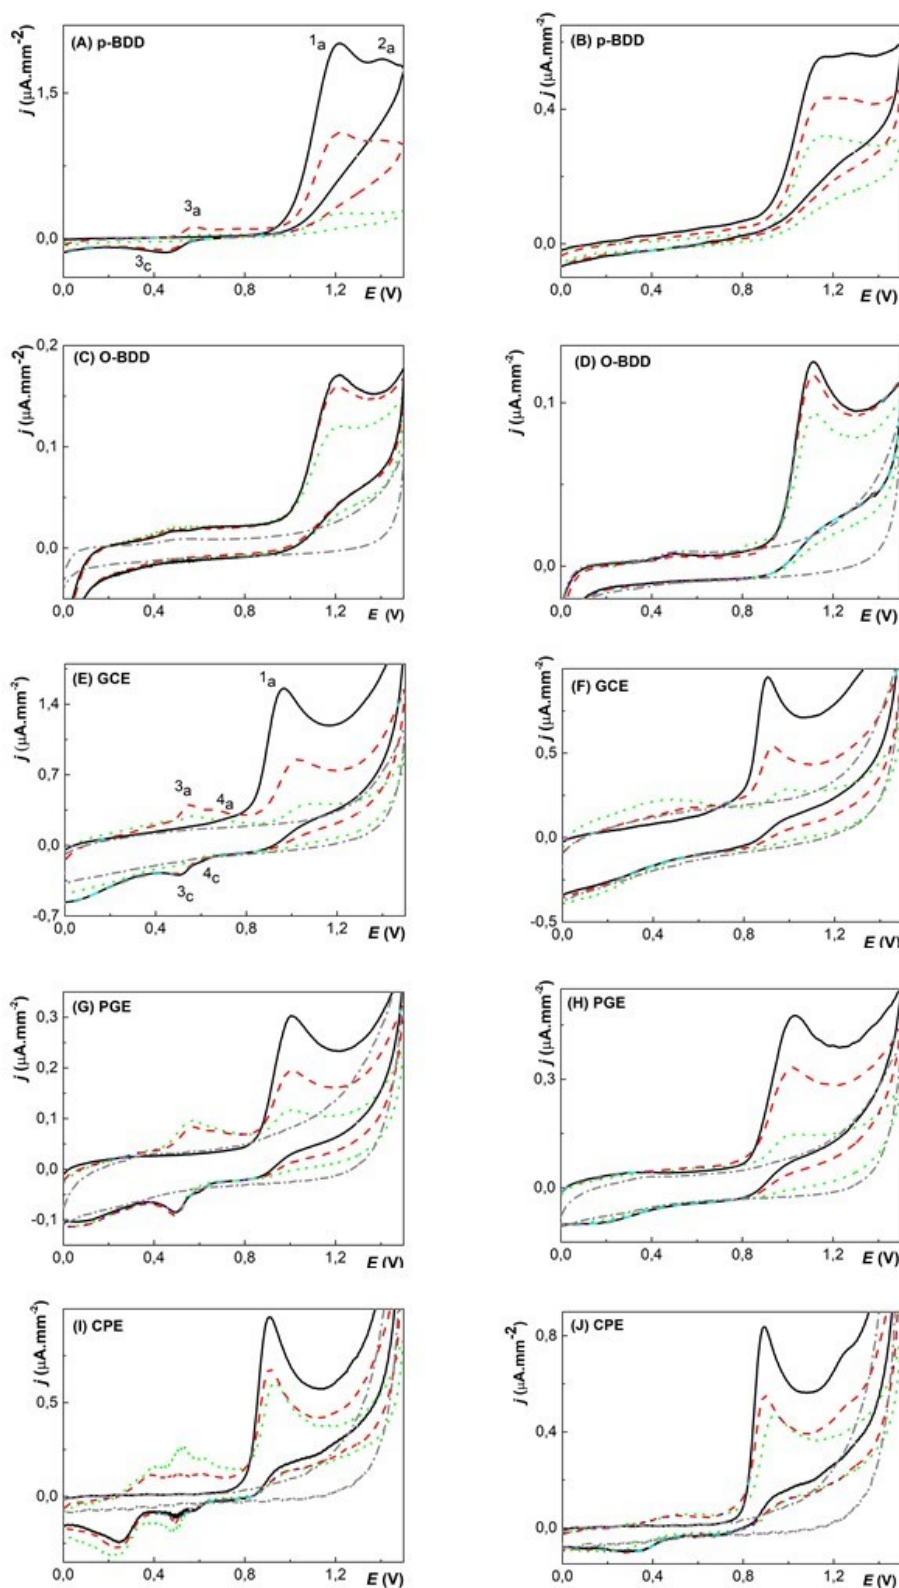 j (µA.mm⁻²)
(A) p-BDD
1a
2a
1,5
3a
0,0
3c
0,0 0,4 0,8 1,2 E (V)
j (µA.mm⁻²)
(B) p-BDD
0,4
0,0
0,0 0,4 0,8 1,2 E (V)
j (µA.mm⁻²)
0,2
(C) O-BDD
0,1
0,0
0,0 0,4 0,8 1,2 E (V)
j (µA.mm⁻²)
(D) O-BDD
0,1
0,0
0,0 0,4 0,8 1,2 E (V)
j (µA.mm⁻²)
(E) GCE
1a
1,4
0,7
3a
4a
0,0
4c
3c
-0,7
0,0 0,4 0,8 1,2 E (V)
j (µA.mm⁻²)
(F) GCE
0,5
0,0
-0,5
0,0 0,4 0,8 1,2 E (V)
j (µA.mm⁻²)
(G) PGE
0,3
0,2
0,1
0,0
-0,1
0,0 0,4 0,8 1,2 E (V)
j (µA.mm⁻²)
(H) PGE
0,3
0,0
0,0 0,4 0,8 1,2 E (V)
j (µA.mm⁻²)
(I) CPE
0,5
0,0
0,0 0,4 0,8 1,2 E (V)
j (µA.mm⁻²)
(J) CPE
0,8
0,4
0,0
0,0 0,4 0,8 1,2 E (V)